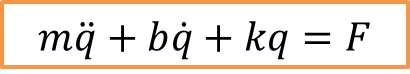 mq̈ + bq̇ + kq = F